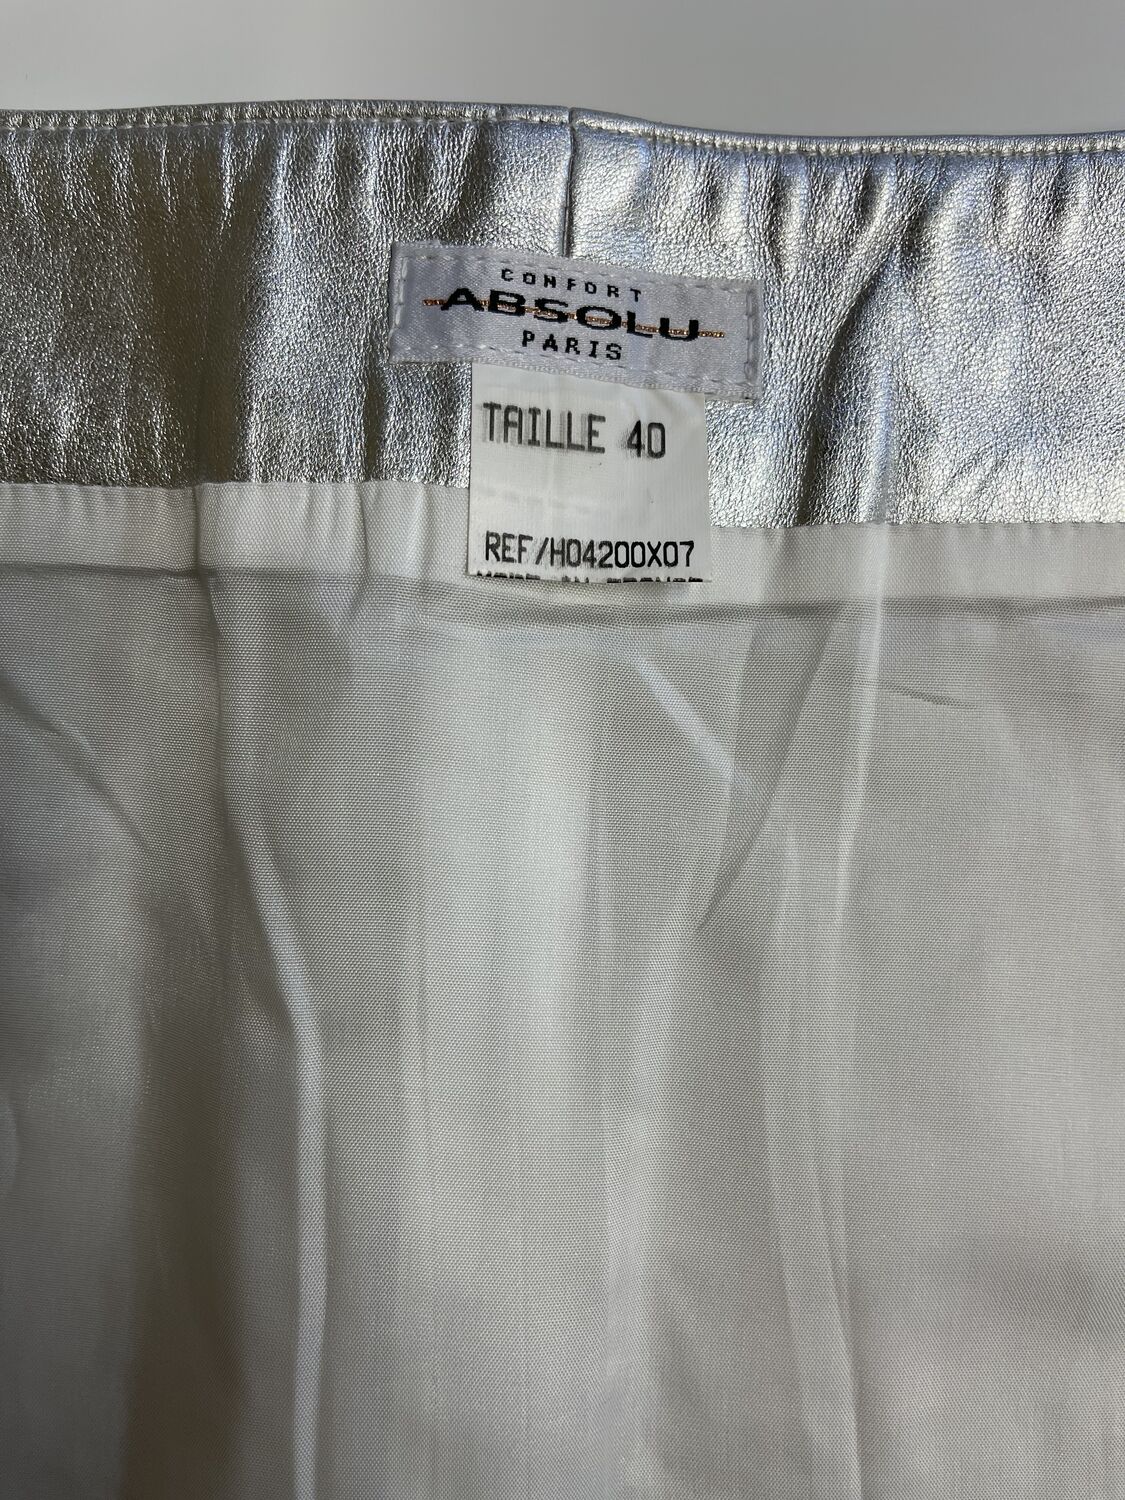 CONFORT
ABSOLU
PARIS
TAILLE 40
REF/H04200X07